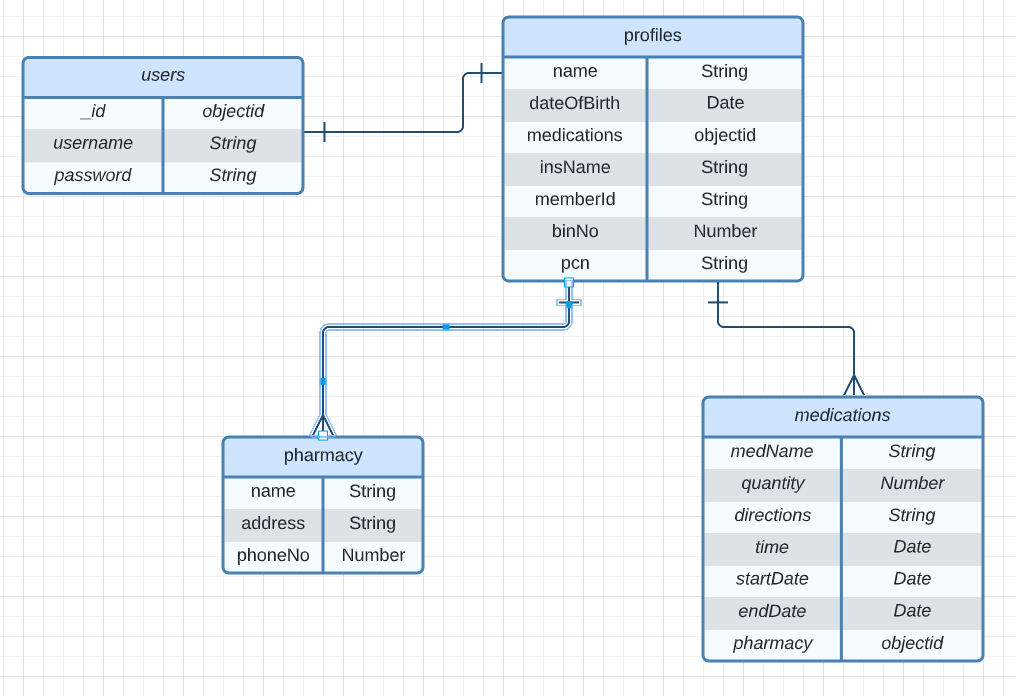 users
_id objectid
username String
password String
profiles
name String
dateOfBirth Date
medications objectid
insName String
memberId String
binNo Number
pcn String
pharmacy
name String
address String
phoneNo Number
medications
medName String
quantity Number
directions String
time Date
startDate Date
endDate Date
pharmacy objectid